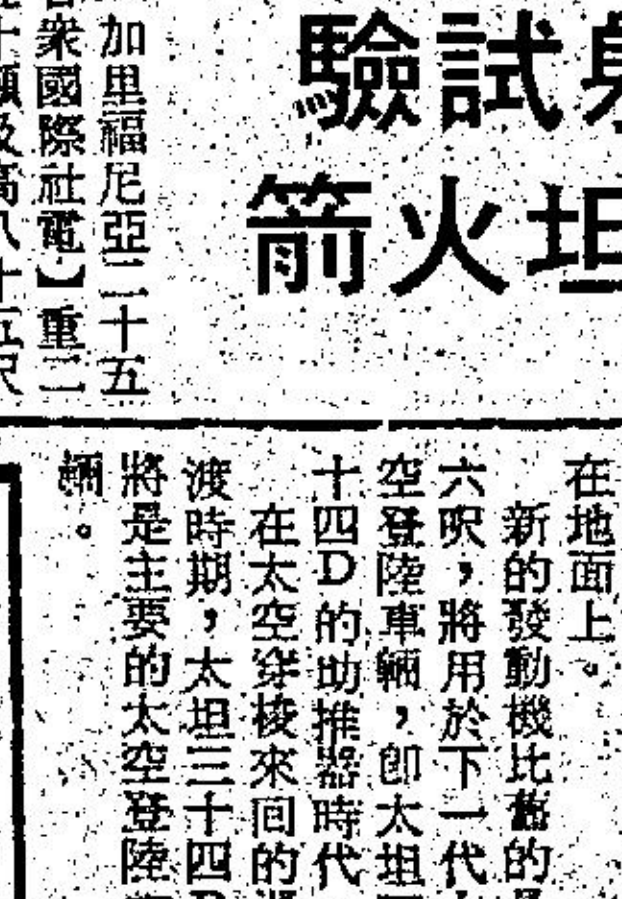 射試驗
坦火箭
加里福尼亞二十五
衆國際社電】重二
在地面上。
新的發動機比舊的
六呎，將用於下一代
空登陸車輛，即太坦
十四D的助推器時代
在太空穿梭來回的
渡時期，太坦三十四D
將是主要的太空登陸
輛。